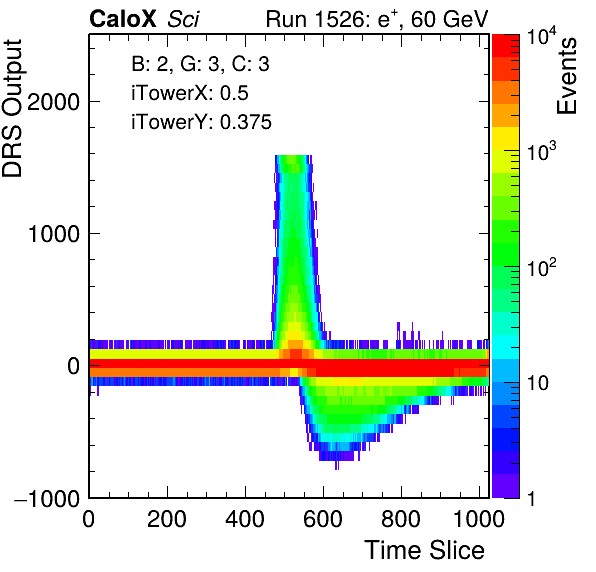 CaloX Sci Run 1526: e⁺, 60 GeV
B: 2, G: 3, C: 3
iTowerX: 0.5
iTowerY: 0.375
DRS Output
2000
1000
0
−1000
0 200 400 600 800 1000
Time Slice
Events
10⁴
10³
10²
10
1